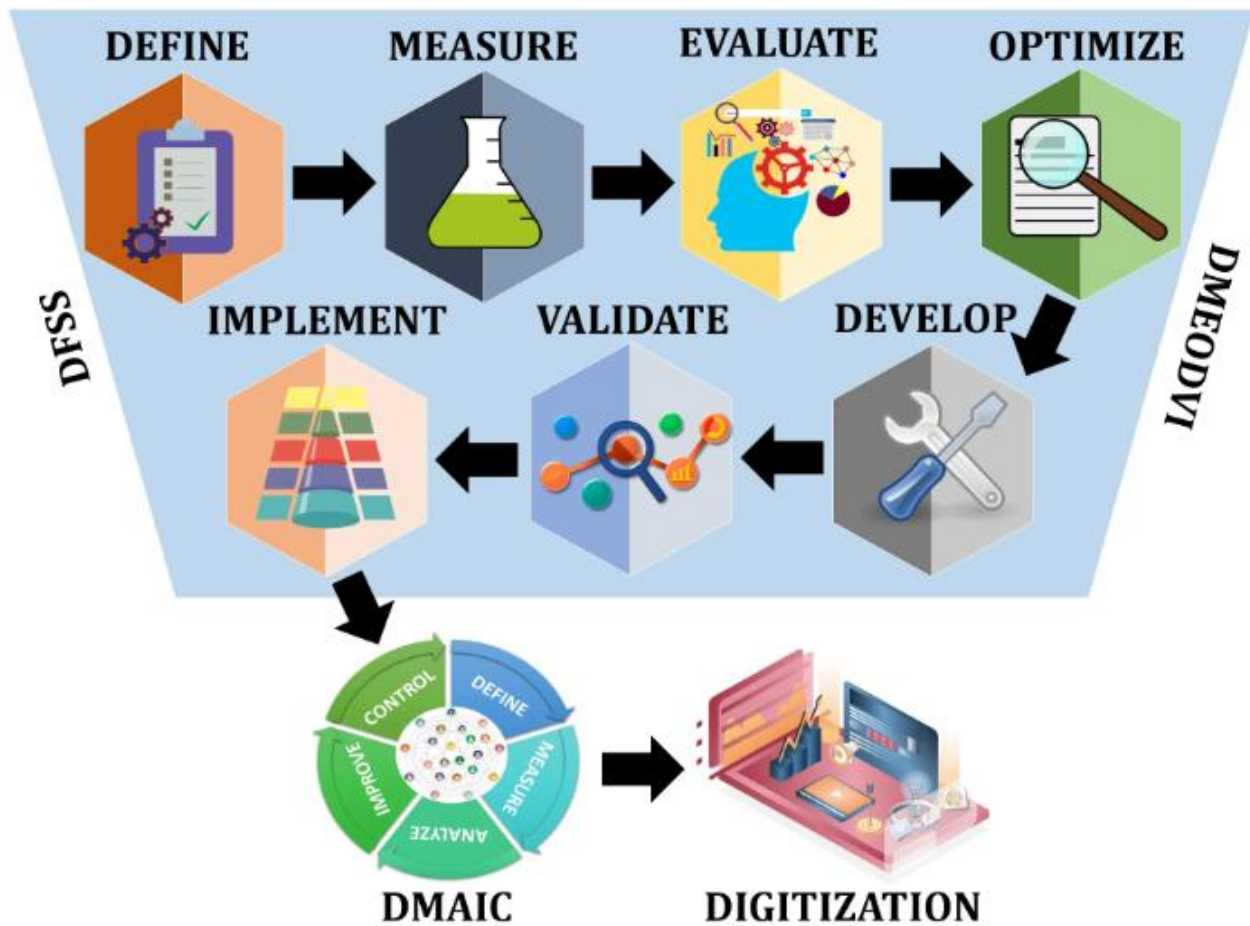 DEFINE
MEASURE
EVALUATE
OPTIMIZE
DFSS
DMEODVI
IMPLEMENT
VALIDATE
DEVELOP
CONTROL
DEFINE
MEASURE
ANALYZE
IMPROVE
DMAIC
DIGITIZATION